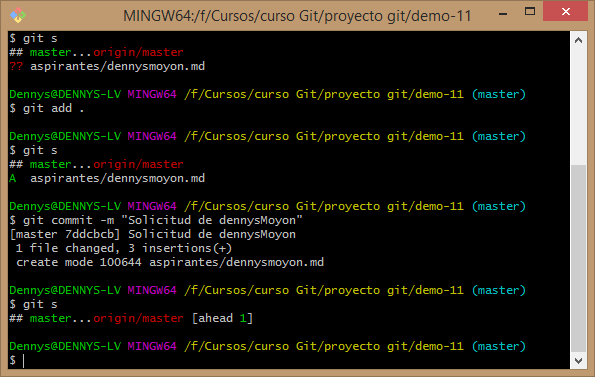 MINGW64:/f/Cursos/curso Git/proyecto git/demo-11
$ git s
## master...origin/master
?? aspirantes/dennysmoyon.md
Dennys@DENNYS-LV MINGW64 /f/Cursos/curso Git/proyecto git/demo-11 (master)
$ git add .
Dennys@DENNYS-LV MINGW64 /f/Cursos/curso Git/proyecto git/demo-11 (master)
$ git s
## master...origin/master
A  aspirantes/dennysmoyon.md
Dennys@DENNYS-LV MINGW64 /f/Cursos/curso Git/proyecto git/demo-11 (master)
$ git commit -m "Solicitud de dennysMoyon"
[master 7ddcbcb] Solicitud de dennysMoyon
 1 file changed, 3 insertions(+)
 create mode 100644 aspirantes/dennysmoyon.md
Dennys@DENNYS-LV MINGW64 /f/Cursos/curso Git/proyecto git/demo-11 (master)
$ git s
## master...origin/master [ahead 1]
Dennys@DENNYS-LV MINGW64 /f/Cursos/curso Git/proyecto git/demo-11 (master)
$